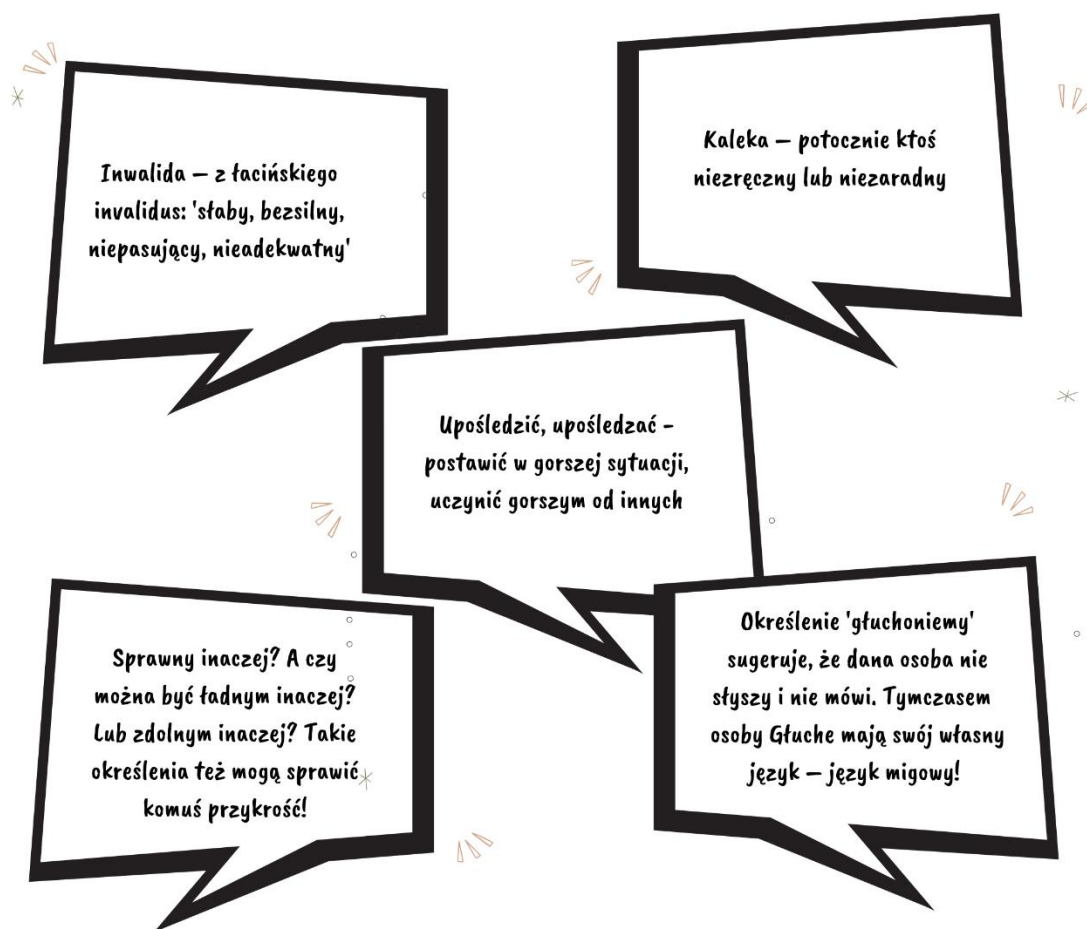 Inwalida – z łacińskiego
invalidus: 'słaby, bezsilny,
niepasujący, nieadekwatny'
Kaleka – potocznie ktoś
niezręczny lub niezaradny
Upośledzić, upośledzać -
postawić w gorszej sytuacji,
uczynić gorszym od innych
Sprawny inaczej? A czy
można być ładnym inaczej?
Lub zdolnym inaczej? Takie
określenia też mogą sprawić
komuś przykrość!
Określenie 'głuchoniemy'
sugeruje, że dana osoba nie
słyszy i nie mówi. Tymczasem
osoby Głuche mają swój własny
język – język migowy!